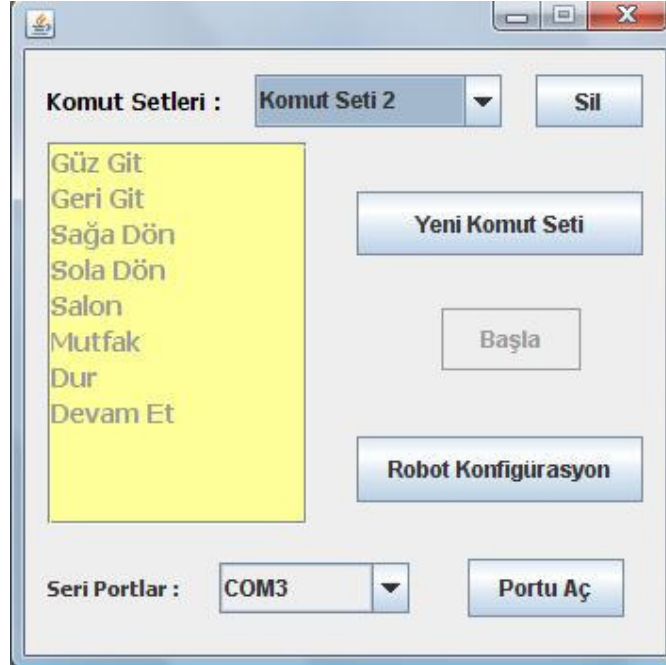 Komut Setleri : Komut Seti 2 Sil
Güz Git
Geri Git
Sağa Dön
Sola Dön
Salon
Mutfak
Dur
Devam Et
Yeni Komut Seti
Başla
Robot Konfigürasyon
Seri Portlar : COM3 Portu Aç